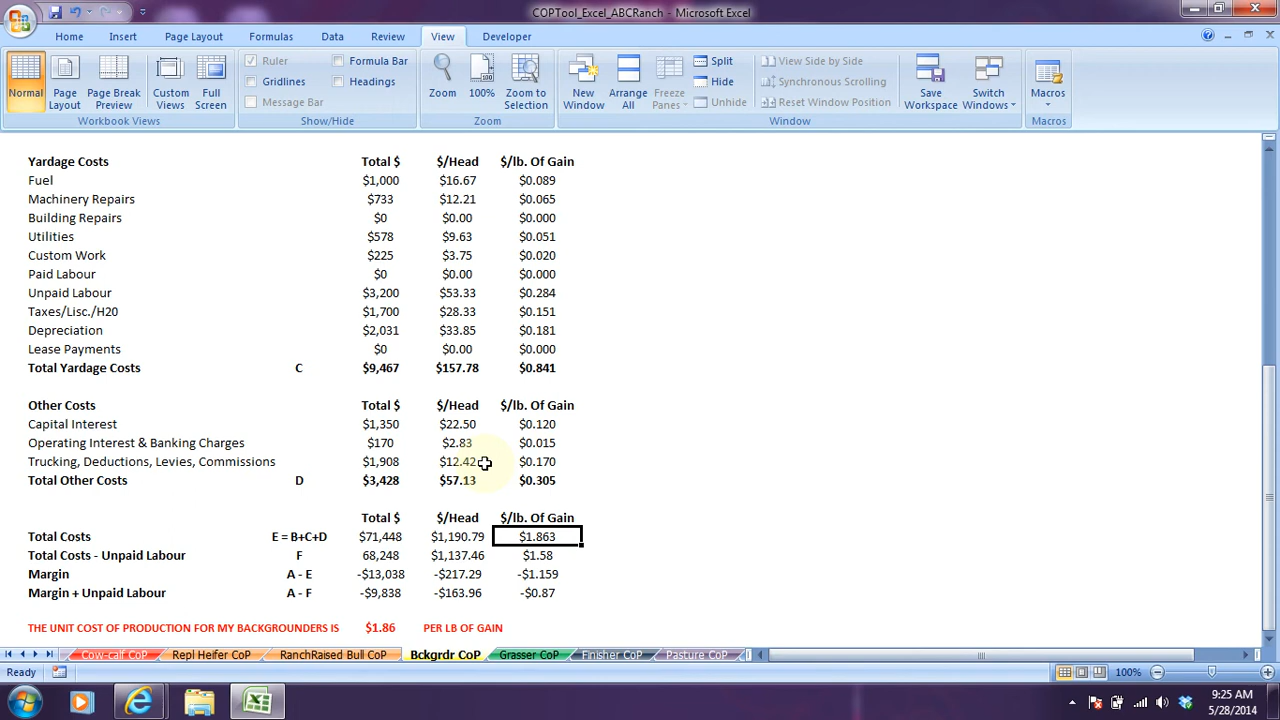 COPTool_Excel_ABCRanch - Microsoft Excel
Home Insert Page Layout Formulas Data Review View Developer
Ruler Formula Bar
Gridlines Headings
Message Bar
Normal Page Layout Page Break Preview Custom Views Full Screen
Zoom 100% Zoom to Selection
New Window Arrange All Freeze Panes
Split View Side by Side
Hide Synchronous Scrolling
Unhide Reset Window Position
Save Workspace Switch Windows Macros
Workbook Views Show/Hide Zoom Window Macros
Yardage Costs Total $ $/Head $/lb. Of Gain
Fuel $1,000 $16.67 $0.089
Machinery Repairs $733 $12.21 $0.065
Building Repairs $0 $0.00 $0.000
Utilities $578 $9.63 $0.051
Custom Work $225 $3.75 $0.020
Paid Labour $0 $0.00 $0.000
Unpaid Labour $3,200 $53.33 $0.284
Taxes/Lisc./H20 $1,700 $28.33 $0.151
Depreciation $2,031 $33.85 $0.181
Lease Payments $0 $0.00 $0.000
Total Yardage Costs C $9,467 $157.78 $0.841
Other Costs Total $ $/Head $/lb. Of Gain
Capital Interest $1,350 $22.50 $0.120
Operating Interest & Banking Charges $170 $2.83 $0.015
Trucking, Deductions, Levies, Commissions $1,908 $12.42 $0.170
Total Other Costs D $3,428 $57.13 $0.305
Total $ $/Head $/lb. Of Gain
Total Costs E = B+C+D $71,448 $1,190.79 $1.863
Total Costs - Unpaid Labour F 68,248 $1,137.46 $1.58
Margin A - E -$13,038 -$217.29 -$1.159
Margin + Unpaid Labour A - F -$9,838 -$163.96 -$0.87
THE UNIT COST OF PRODUCTION FOR MY BACKGROUNDERS IS $1.86 PER LB OF GAIN
Cow-calf CoP Repl Heifer CoP RanchRaised Bull CoP Bckgrdr CoP Grasser CoP Finisher CoP Pasture CoP
Ready 100%
9:25 AM
5/28/2014